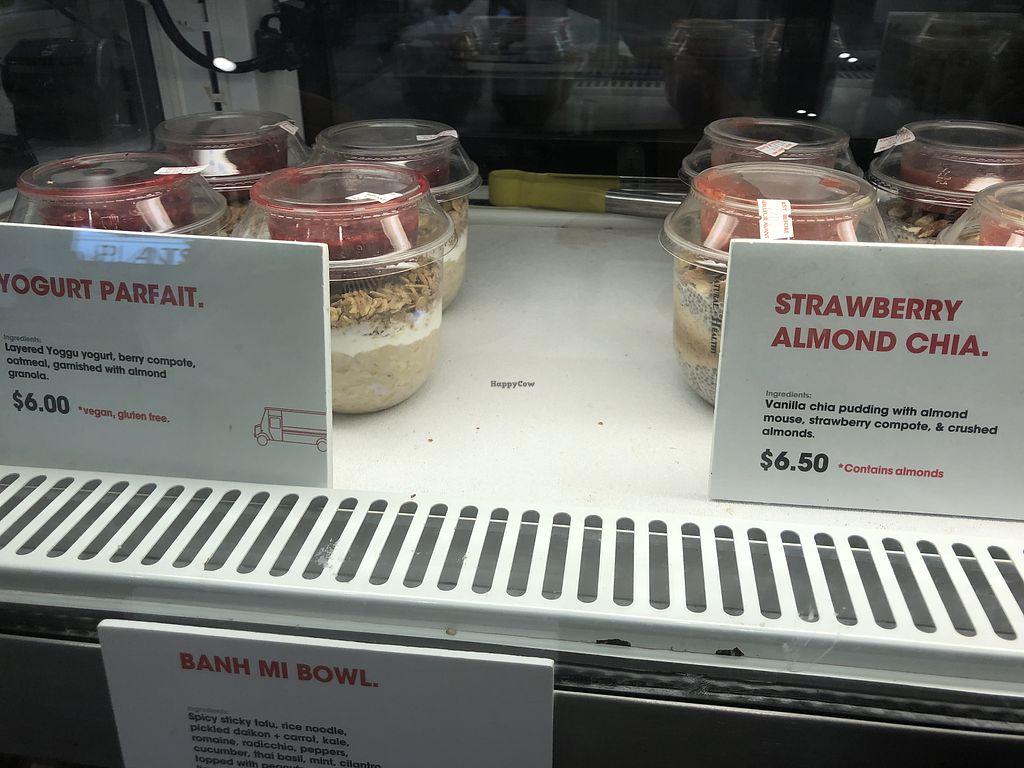 YOGURT PARFAIT.
Ingredients:
Layered Yoggu yogurt, berry compote,
oatmeal, garnished with almond
granola.
$6.00 *vegan, gluten free.
HappyCow
STRAWBERRY
ALMOND CHIA.
Ingredients:
Vanilla chia pudding with almond
mouse, strawberry compote, & crushed
almonds.
$6.50 *Contains almonds
BANH MI BOWL.
Ingredients:
Spicy sticky tofu, rice noodle,
pickled daikon + carrot, kale,
romaine, radicchio, peppers,
cucumber, thai basil, mint, cilantro
topped with